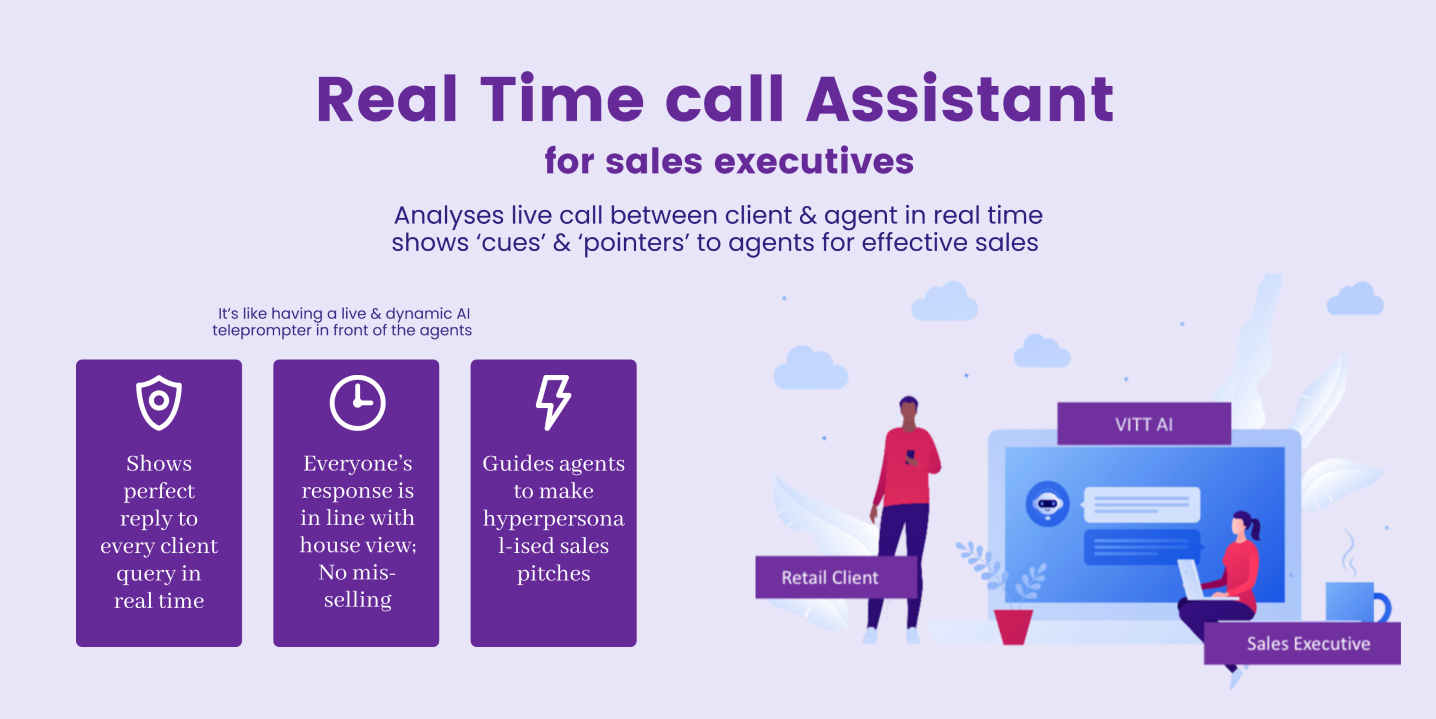 Real Time call Assistant
for sales executives
Analyses live call between client & agent in real time
shows ‘cues’ & ‘pointers’ to agents for effective sales
It’s like having a live & dynamic AI
teleprompter in front of the agents
Shows
perfect
reply to
every client
query in
real time
Everyone’s
response is
in line with
house view;
No mis-
selling
Guides agents
to make
hyperpersona
l-ised sales
pitches
VITT AI
Retail Client
Sales Executive